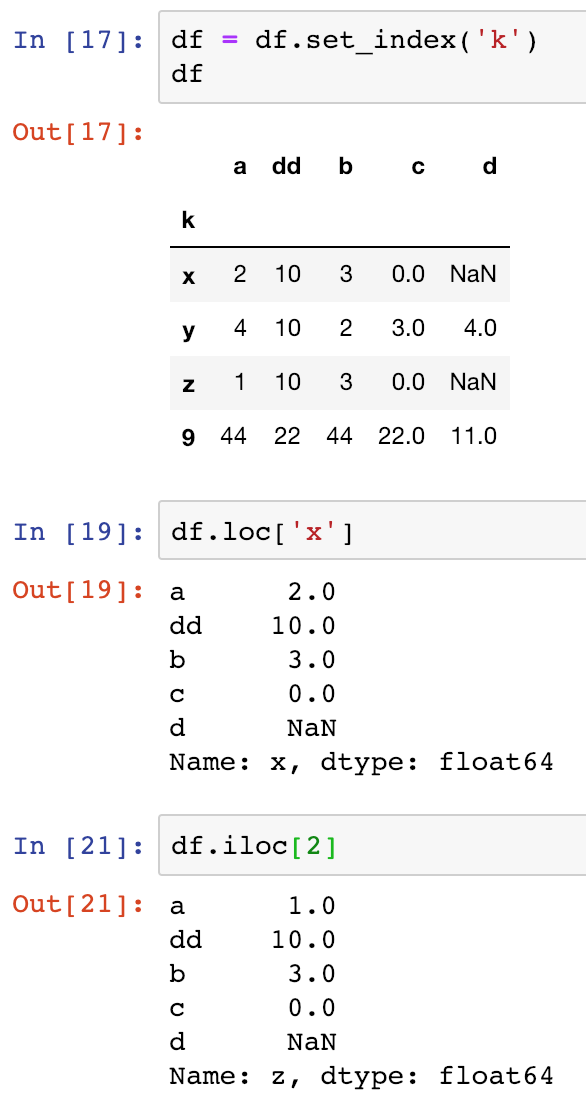 In [17]: df = df.set_index('k')
df
Out[17]:
a dd b c d
k
x 2 10 3 0.0 NaN
y 4 10 2 3.0 4.0
z 1 10 3 0.0 NaN
9 44 22 44 22.0 11.0
In [19]: df.loc['x']
Out[19]: a 2.0
dd 10.0
b 3.0
c 0.0
d NaN
Name: x, dtype: float64
In [21]: df.iloc[2]
Out[21]: a 1.0
dd 10.0
b 3.0
c 0.0
d NaN
Name: z, dtype: float64